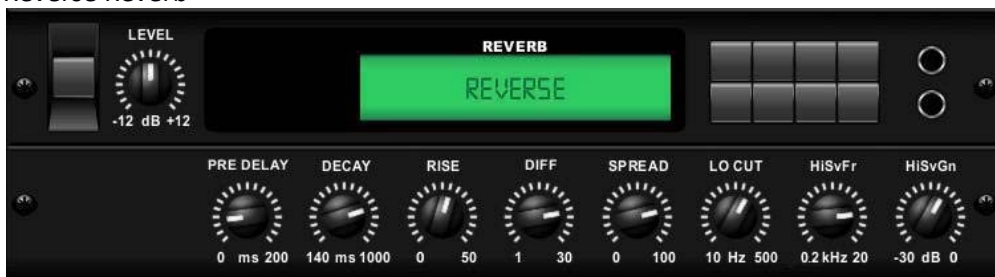 LEVEL
-12 dB +12
REVERB
REVERSE
PRE DELAY DECAY RISE DIFF SPREAD LO CUT HiSvFr HiSvGn
0 ms 200 140 ms 1000 0 50 1 30 0 100 10 Hz 500 0.2 kHz 20 -30 dB 0